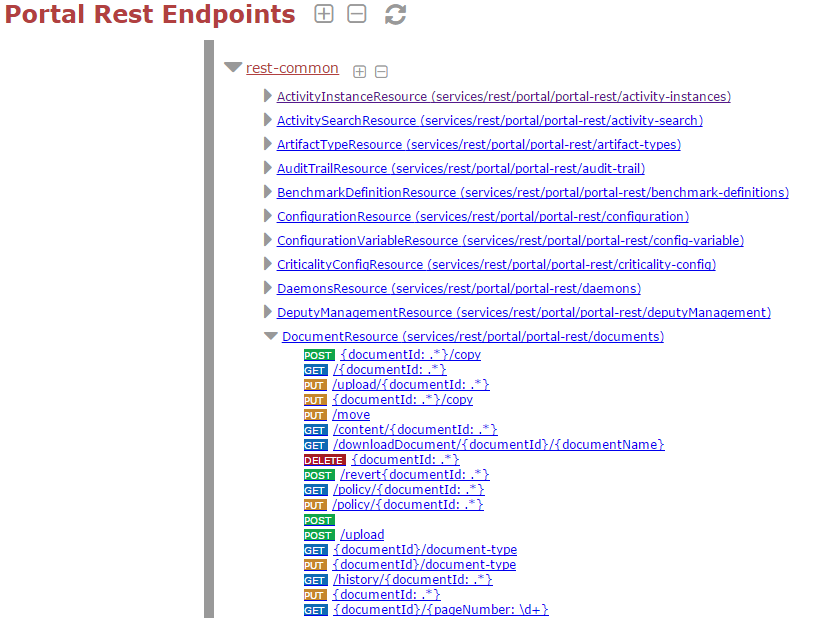 Portal Rest Endpoints
rest-common
ActivityInstanceResource (services/rest/portal/portal-rest/activity-instances)
ActivitySearchResource (services/rest/portal/portal-rest/activity-search)
ArtifactTypeResource (services/rest/portal/portal-rest/artifact-types)
AuditTrailResource (services/rest/portal/portal-rest/audit-trail)
BenchmarkDefinitionResource (services/rest/portal/portal-rest/benchmark-definitions)
ConfigurationResource (services/rest/portal/portal-rest/configuration)
ConfigurationVariableResource (services/rest/portal/portal-rest/config-variable)
CriticalityConfigResource (services/rest/portal/portal-rest/criticality-config)
DaemonsResource (services/rest/portal/portal-rest/daemons)
DeputyManagementResource (services/rest/portal/portal-rest/deputyManagement)
DocumentResource (services/rest/portal/portal-rest/documents)
POST {documentId: .*}/copy
GET /{documentId: .*}
PUT /upload/{documentId: .*}
PUT {documentId: .*}/copy
PUT /move
GET /content/{documentId: .*}
GET /downloadDocument/{documentId}/{documentName}
DELETE {documentId: .*}
POST /revert{documentId: .*}
GET /policy/{documentId: .*}
PUT /policy/{documentId: .*}
POST
POST /upload
GET {documentId}/document-type
PUT {documentId}/document-type
GET /history/{documentId: .*}
PUT {documentId: .*}
GET {documentId}/{pageNumber: \d+}